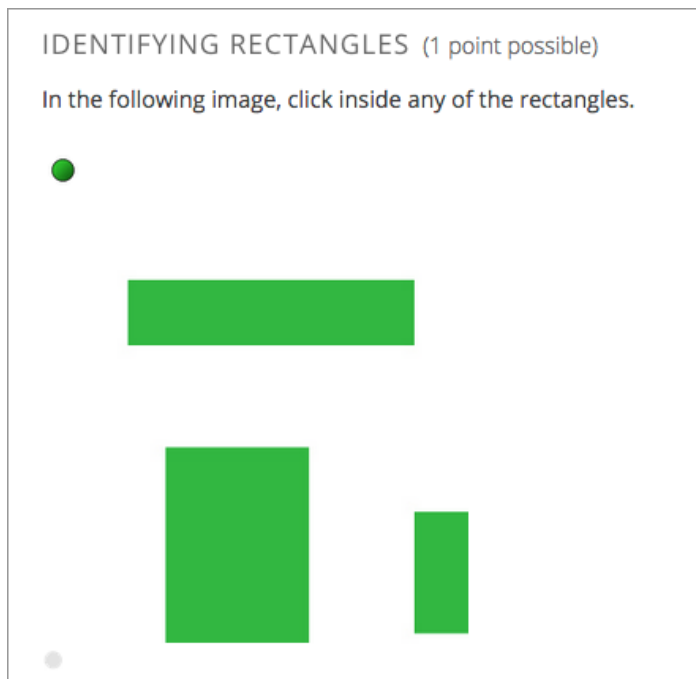 IDENTIFYING RECTANGLES (1 point possible)
In the following image, click inside any of the rectangles.